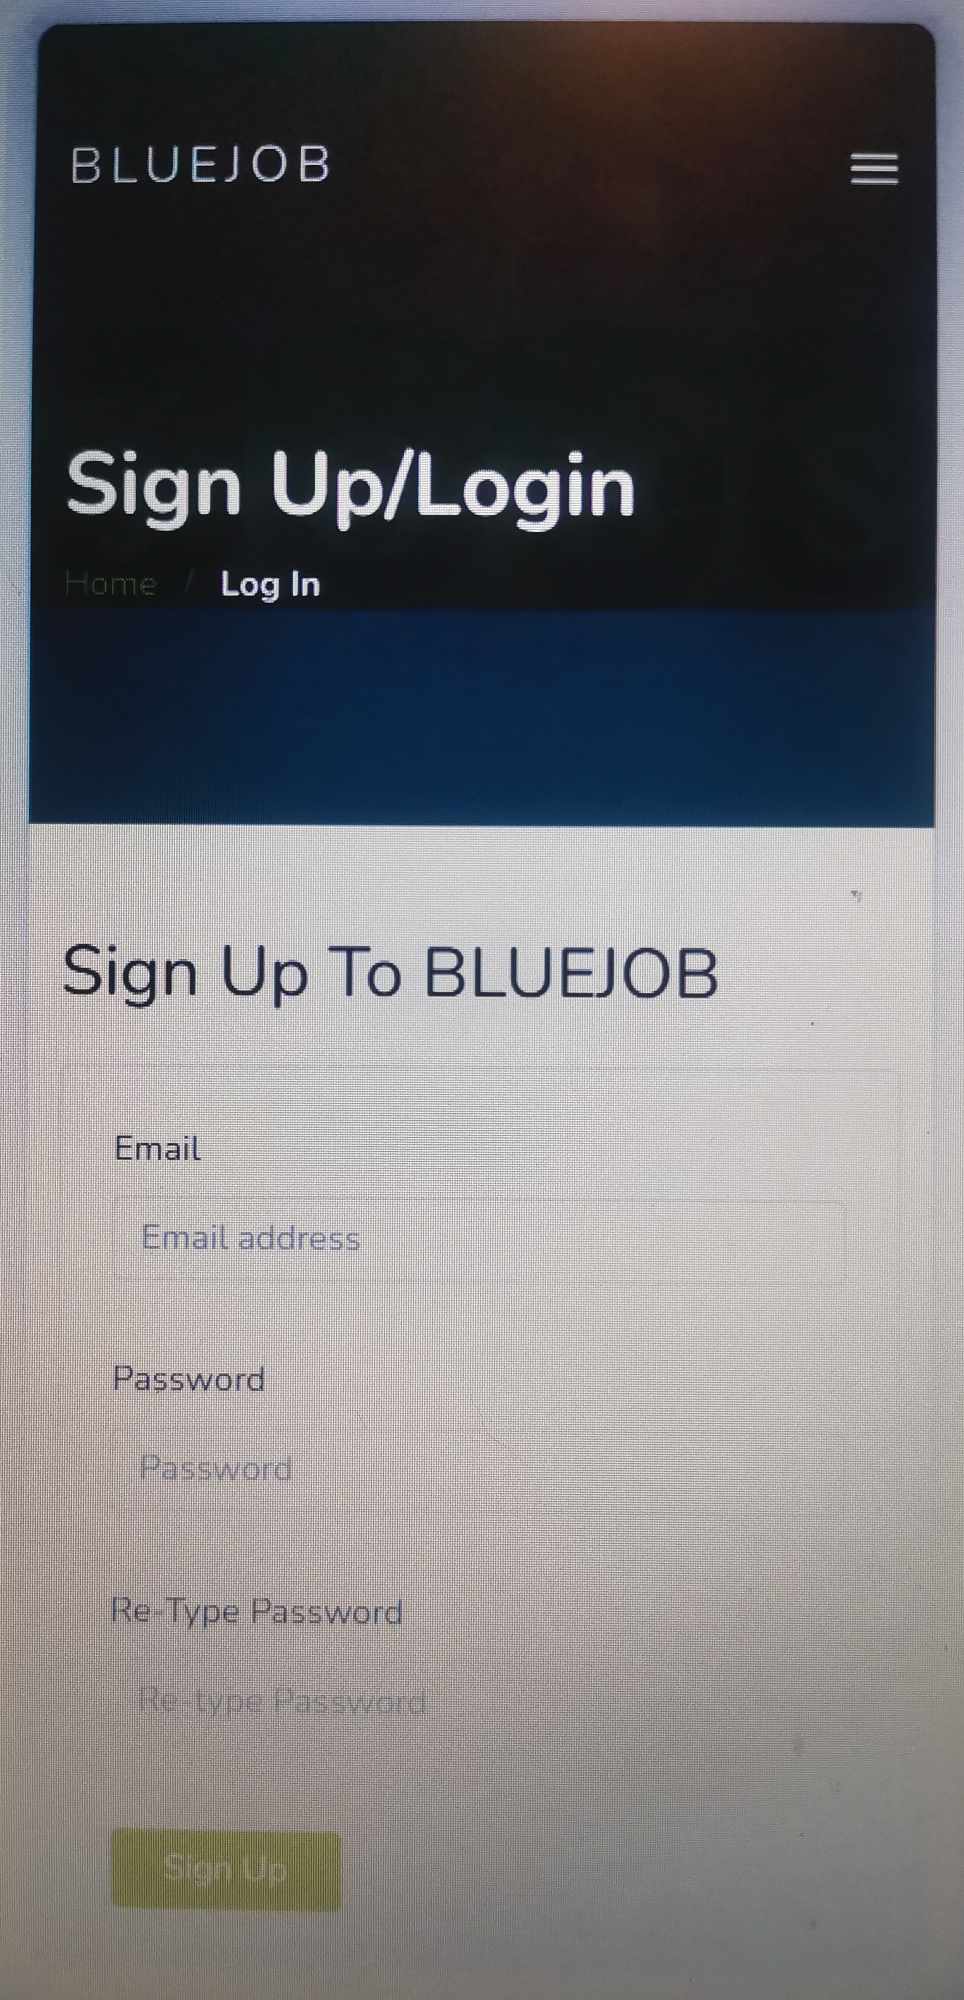 BLUEJOB
Sign Up/Login
Home / Log In
Sign Up To BLUEJOB
Email
Email address
Password
Password
Re-Type Password
Re-type Password
Sign Up